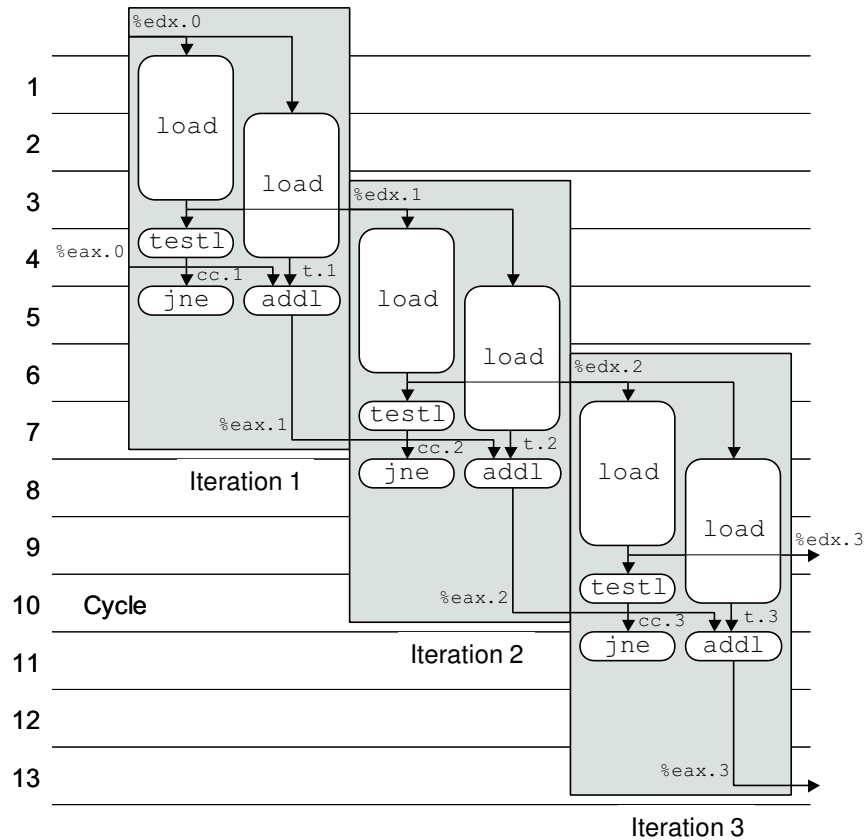 %edx.0
1
load
2
load
3
%edx.1
testl
%eax.0
4
cc.1
t.1
load
jne
addl
5
load
6
%edx.2
testl
%eax.1
7
cc.2
t.2
load
Iteration 1
jne
addl
8
load
9
%edx.3
testl
%eax.2
10
Cycle
cc.3
t.3
Iteration 2
jne
addl
11
12
%eax.3
13
Iteration 3